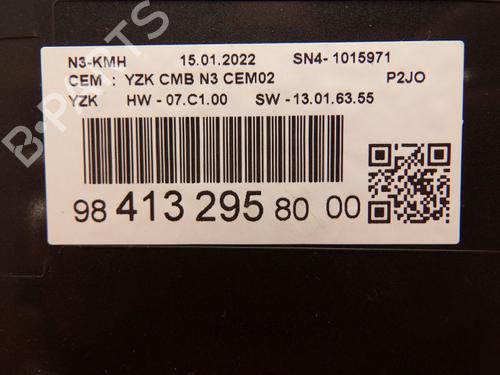 N3-KMH 15.01.2022 SN4- 1015971
CEM : YZK CMB N3 CEM02 P2JO
YZK HW - 07.C1.00 SW -13.01.63.55
98 413 295 80 00
B-PARTS